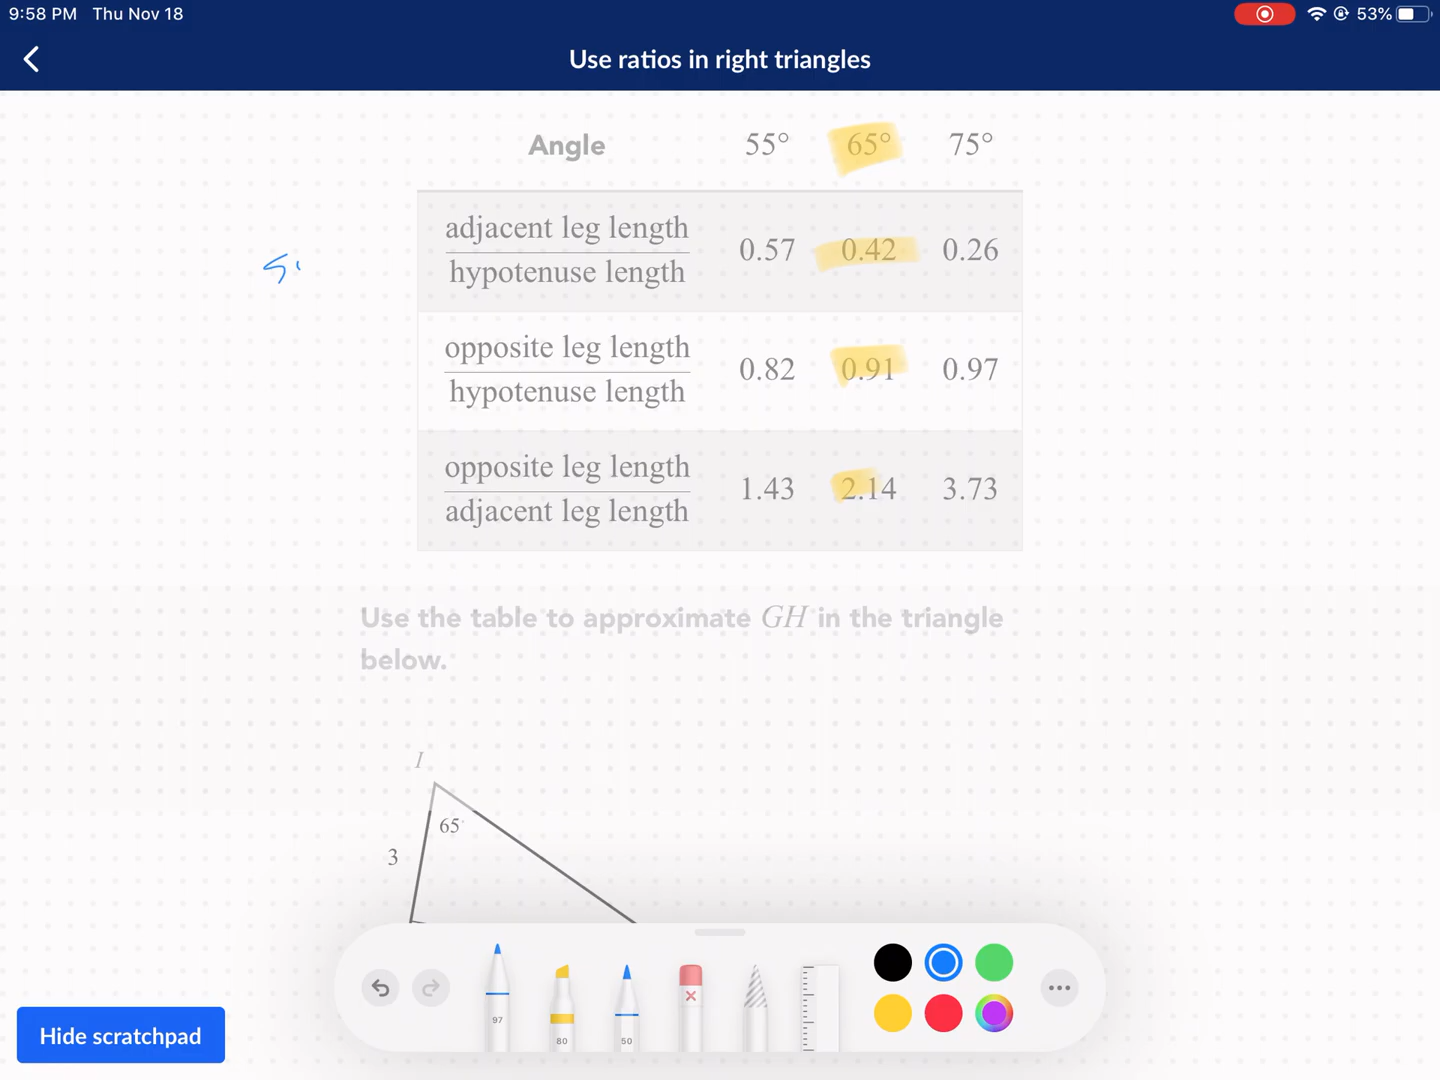 9:58 PM Thu Nov 18 53%
Use ratios in right triangles
Angle 55° 65° 75°
adjacent leg length
hypotenuse length
0.57 0.42 0.26
opposite leg length
hypotenuse length
0.82 0.91 0.97
opposite leg length
adjacent leg length
1.43 2.14 3.73
Use the table to approximate GH in the triangle
below.
I
65°
3
97
80
50
Hide scratchpad